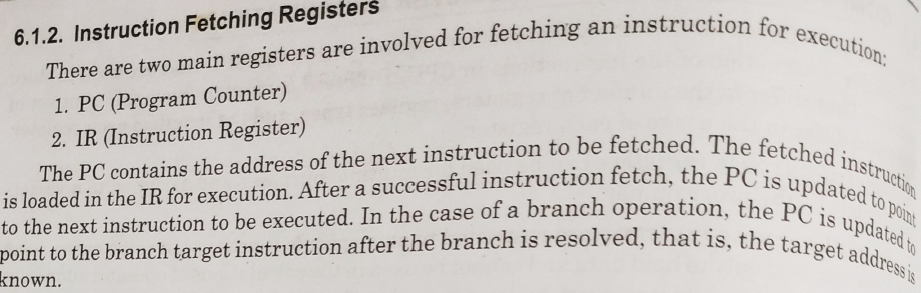 6.1.2. Instruction Fetching Registers
There are two main registers are involved for fetching an instruction for execution:
1. PC (Program Counter)
2. IR (Instruction Register)
The PC contains the address of the next instruction to be fetched. The fetched instruction
is loaded in the IR for execution. After a successful instruction fetch, the PC is updated to point
to the next instruction to be executed. In the case of a branch operation, the PC is updated to
point to the branch target instruction after the branch is resolved, that is, the target address is
known.